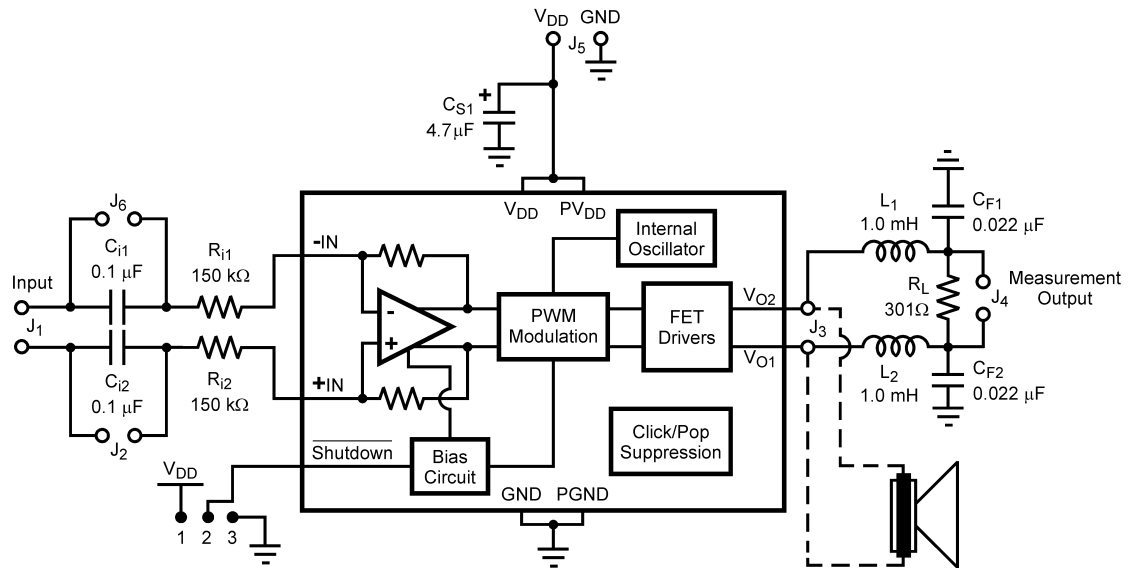 VDD GND
J5
CS1
4.7µF
+
VDD PVDD
J6
Ci1
0.1 µF
Ri1
150 kΩ
Input
J1
Ci2
0.1 µF
Ri2
150 kΩ
J2
-IN
+IN
-
+
Internal
Oscillator
PWM
Modulation
FET
Drivers
VO2
VO1
J3
Shutdown
Bias
Circuit
Click/Pop
Suppression
GND PGND
VDD
1 2 3
L1
1.0 mH
CF1
0.022 µF
RL
301Ω
J4
Measurement
Output
L2
1.0 mH
CF2
0.022 µF